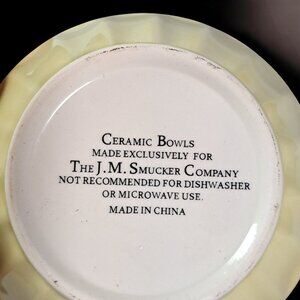 Ceramic Bowls
made exclusively for
The J.M. Smucker Company
not recommended for dishwasher
or microwave use.
made in china